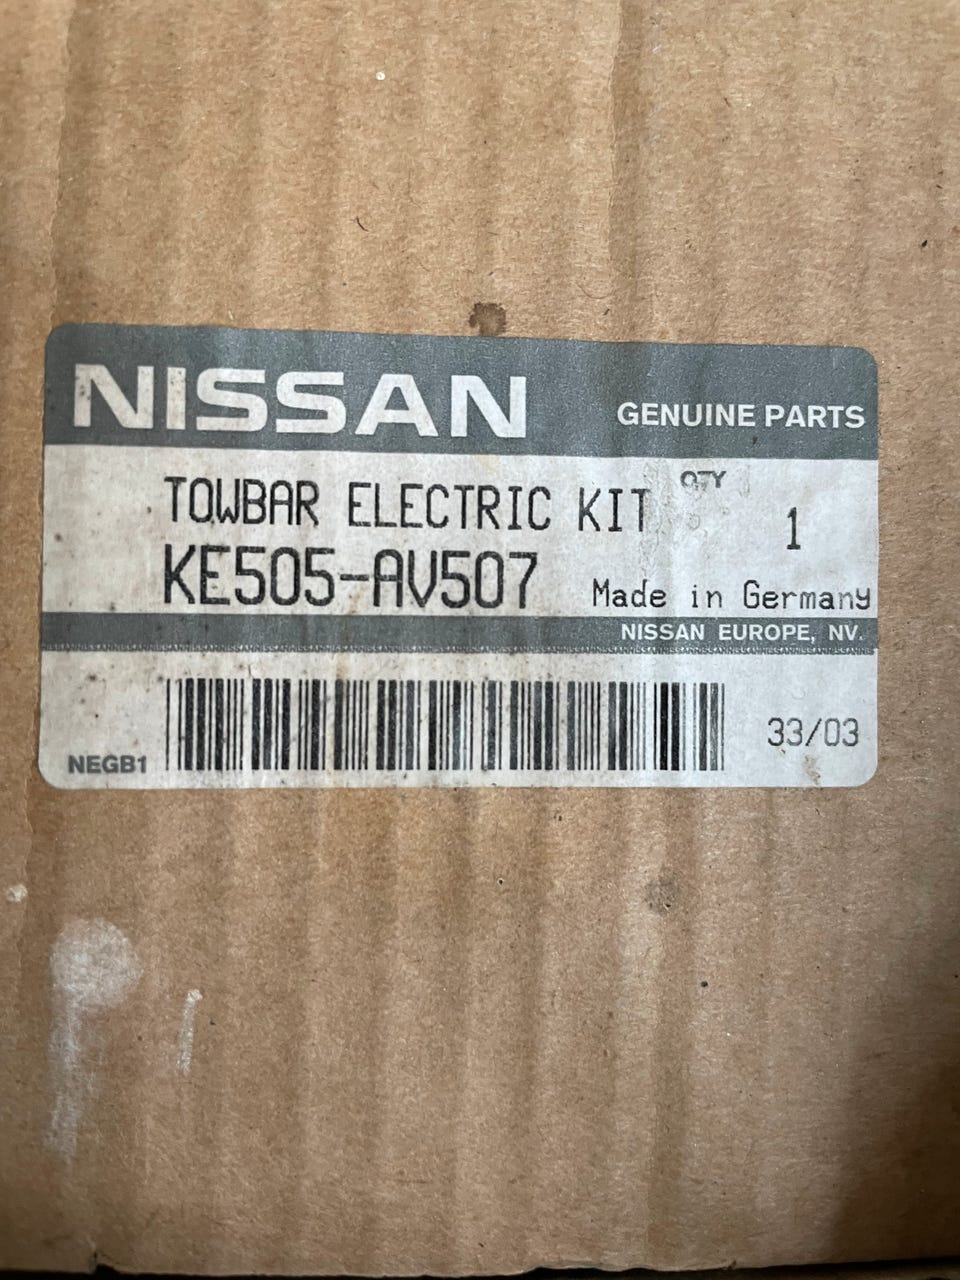 NISSAN GENUINE PARTS
TOWBAR ELECTRIC KIT QTY 1
KE505-AV507 Made in Germany
NISSAN EUROPE, NV.
NEGB1 33/03